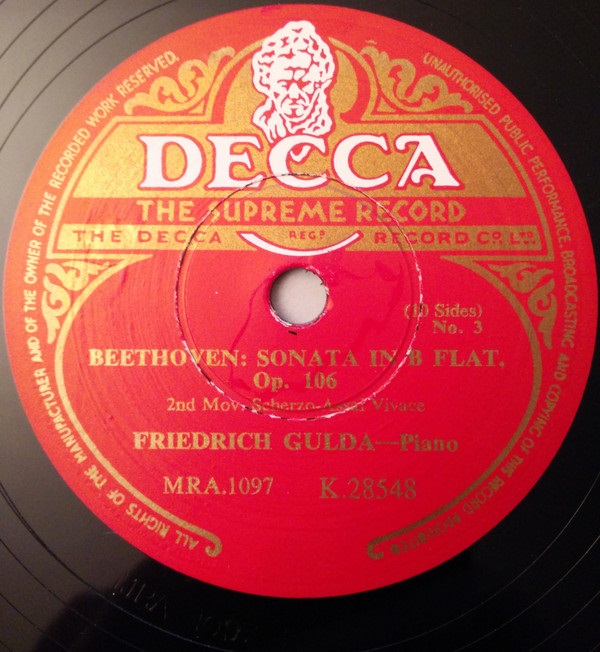 ALL RIGHTS OF THE MANUFACTURER AND OF THE OWNER OF THE RECORDED WORK RESERVED.
UNAUTHORISED PUBLIC PERFORMANCE, BROADCASTING AND COPYING OF THIS RECORD PROHIBITED
DECCA
THE SUPREME RECORD
THE DECCA REGD RECORD CO. LTD.
(10 Sides)
No. 3
BEETHOVEN: SONATA IN B FLAT,
Op. 106
2nd Mov. Scherzo-Assai Vivace
FRIEDRICH GULDA—Piano
MRA.1097 K.28548
MRA